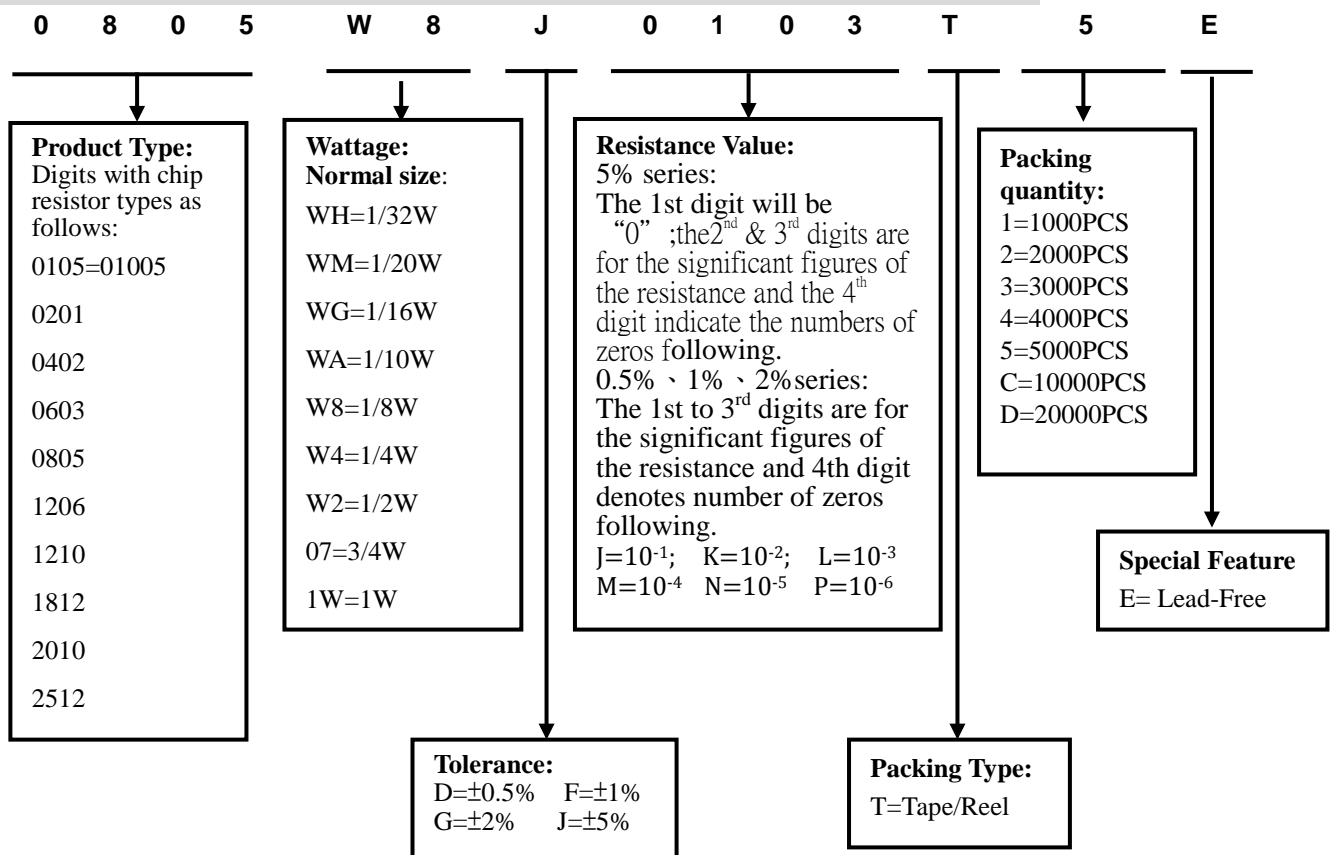 0 8 0 5 W 8 J 0 1 0 3 T 5 E
Product Type:
Digits with chip
resistor types as
follows:
0105=01005
0201
0402
0603
0805
1206
1210
1812
2010
2512
Wattage:
Normal size:
WH=1/32W
WM=1/20W
WG=1/16W
WA=1/10W
W8=1/8W
W4=1/4W
W2=1/2W
07=3/4W
1W=1W
Resistance Value:
5% series:
The 1st digit will be
“0” ;the2nd & 3rd digits are
for the significant figures of
the resistance and the 4th
digit indicate the numbers of
zeros following.
0.5%、1%、2%series:
The 1st to 3rd digits are for
the significant figures of
the resistance and 4th digit
denotes number of zeros
following.
J=10-1; K=10-2; L=10-3
M=10-4 N=10-5 P=10-6
Packing
quantity:
1=1000PCS
2=2000PCS
3=3000PCS
4=4000PCS
5=5000PCS
C=10000PCS
D=20000PCS
Special Feature
E= Lead-Free
Tolerance:
D=±0.5% F=±1%
G=±2% J=±5%
Packing Type:
T=Tape/Reel